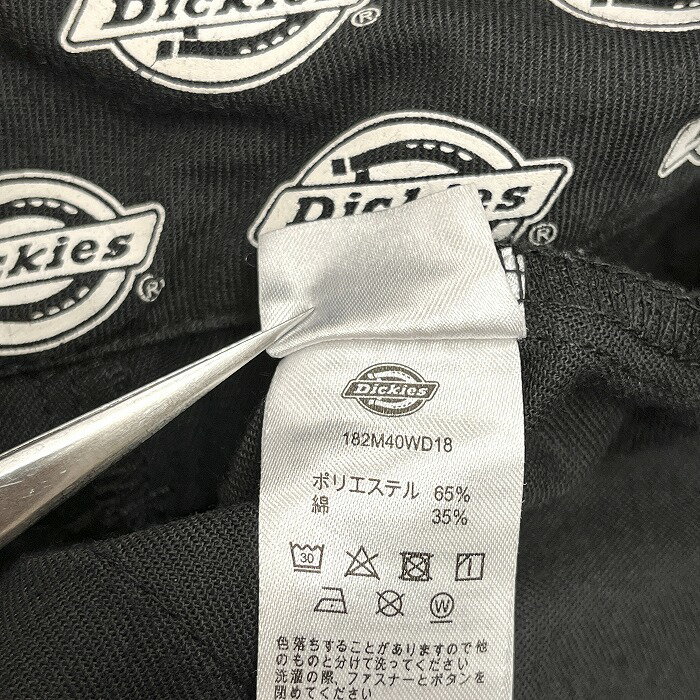 Dickies
®
Dickies
®
Dickies
®
Dickies
182M40WD18
ポリエステル 65%
綿 35%
30
W
色落ちすることがありますので他
のものと分けて洗ってください
洗濯の際、ファスナーとボタンを
閉めてください